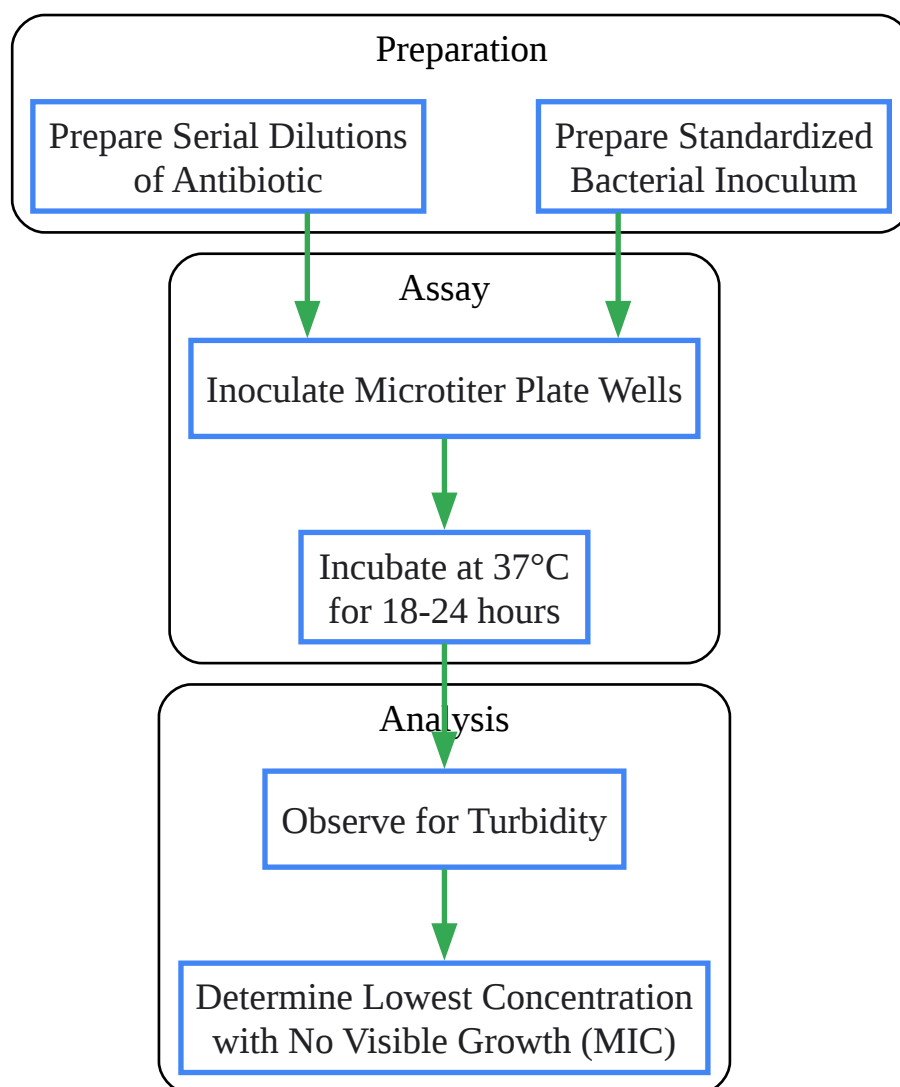 Preparation
Prepare Serial Dilutions
of Antibiotic
Prepare Standardized
Bacterial Inoculum
Assay
Inoculate Microtiter Plate Wells
Incubate at 37°C
for 18-24 hours
Analysis
Observe for Turbidity
Determine Lowest Concentration
with No Visible Growth (MIC)